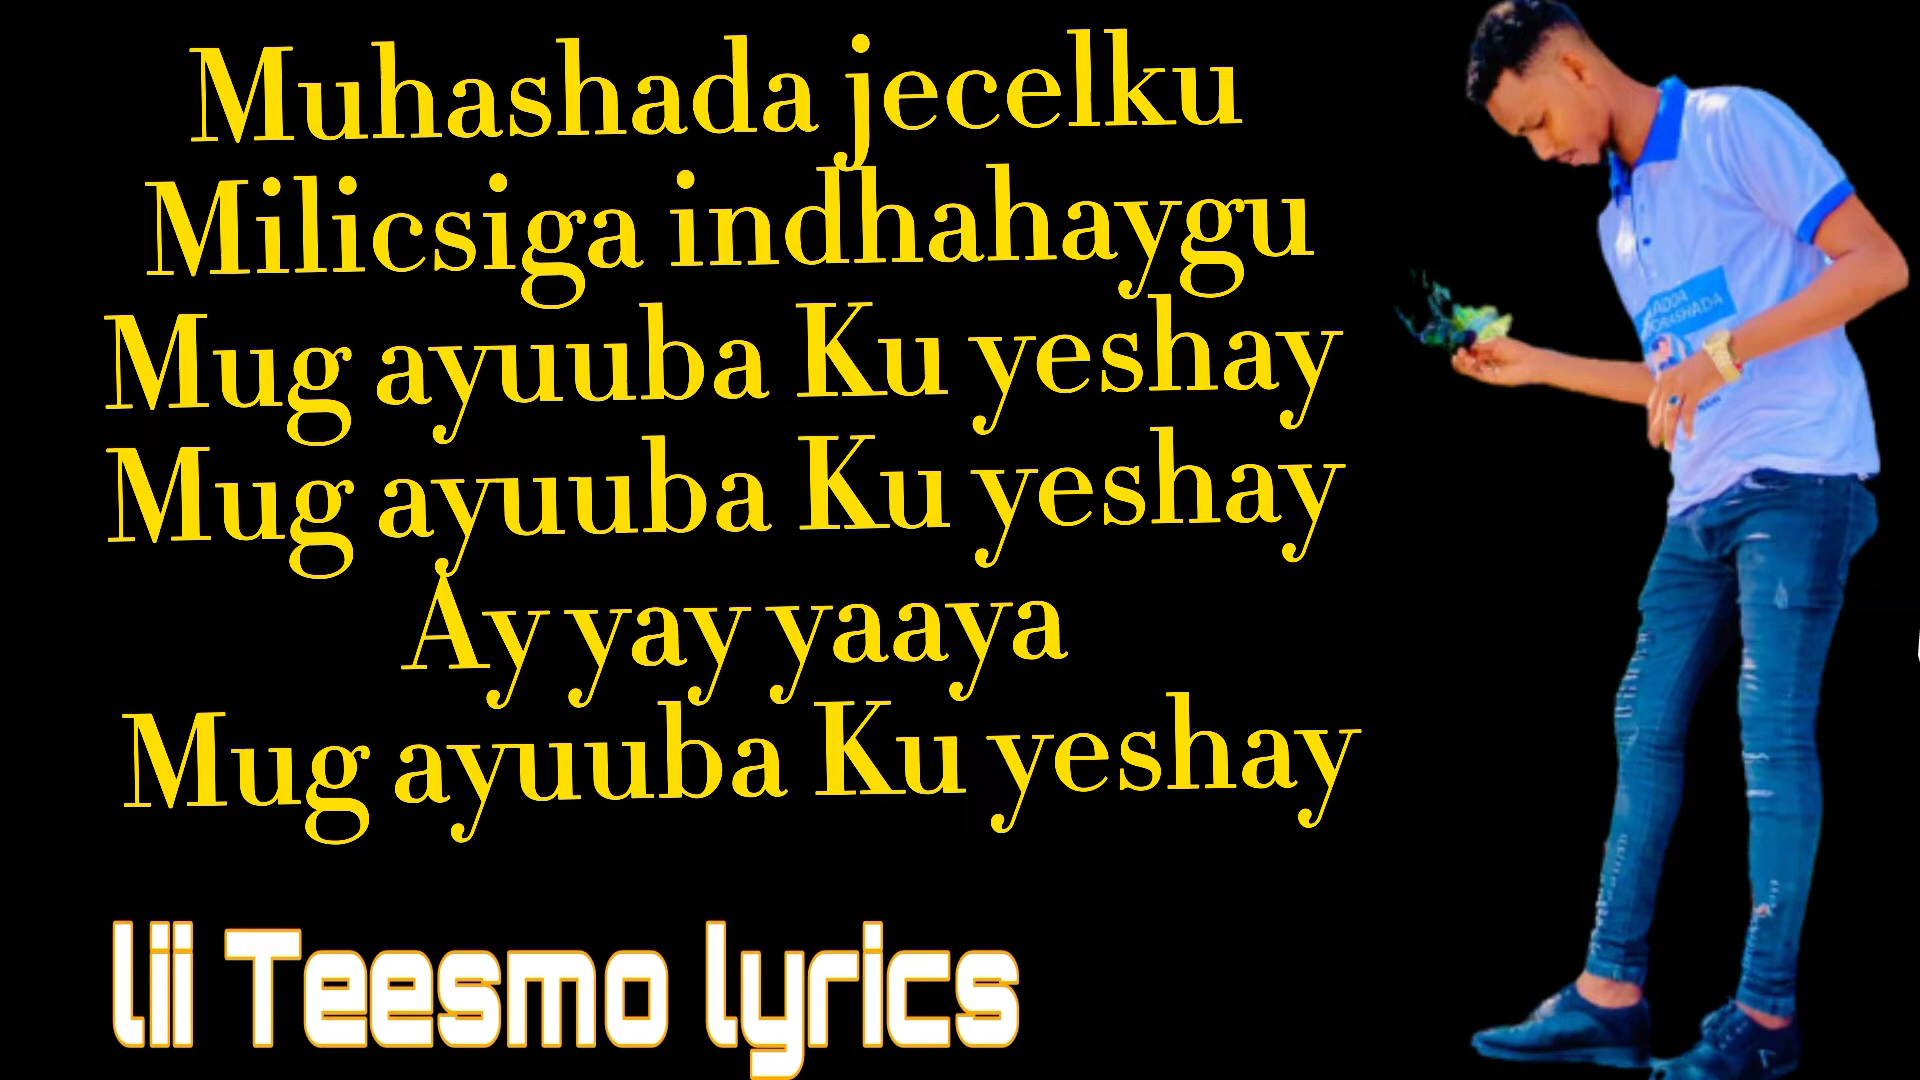 Muhashada jecelku
Milicsiga indhahaygu
Mug ayuuba Ku yeshay
Mug ayuuba Ku yeshay
Ay yay yaaya
Mug ayuuba Ku yeshay
lii Teesmo lyrics